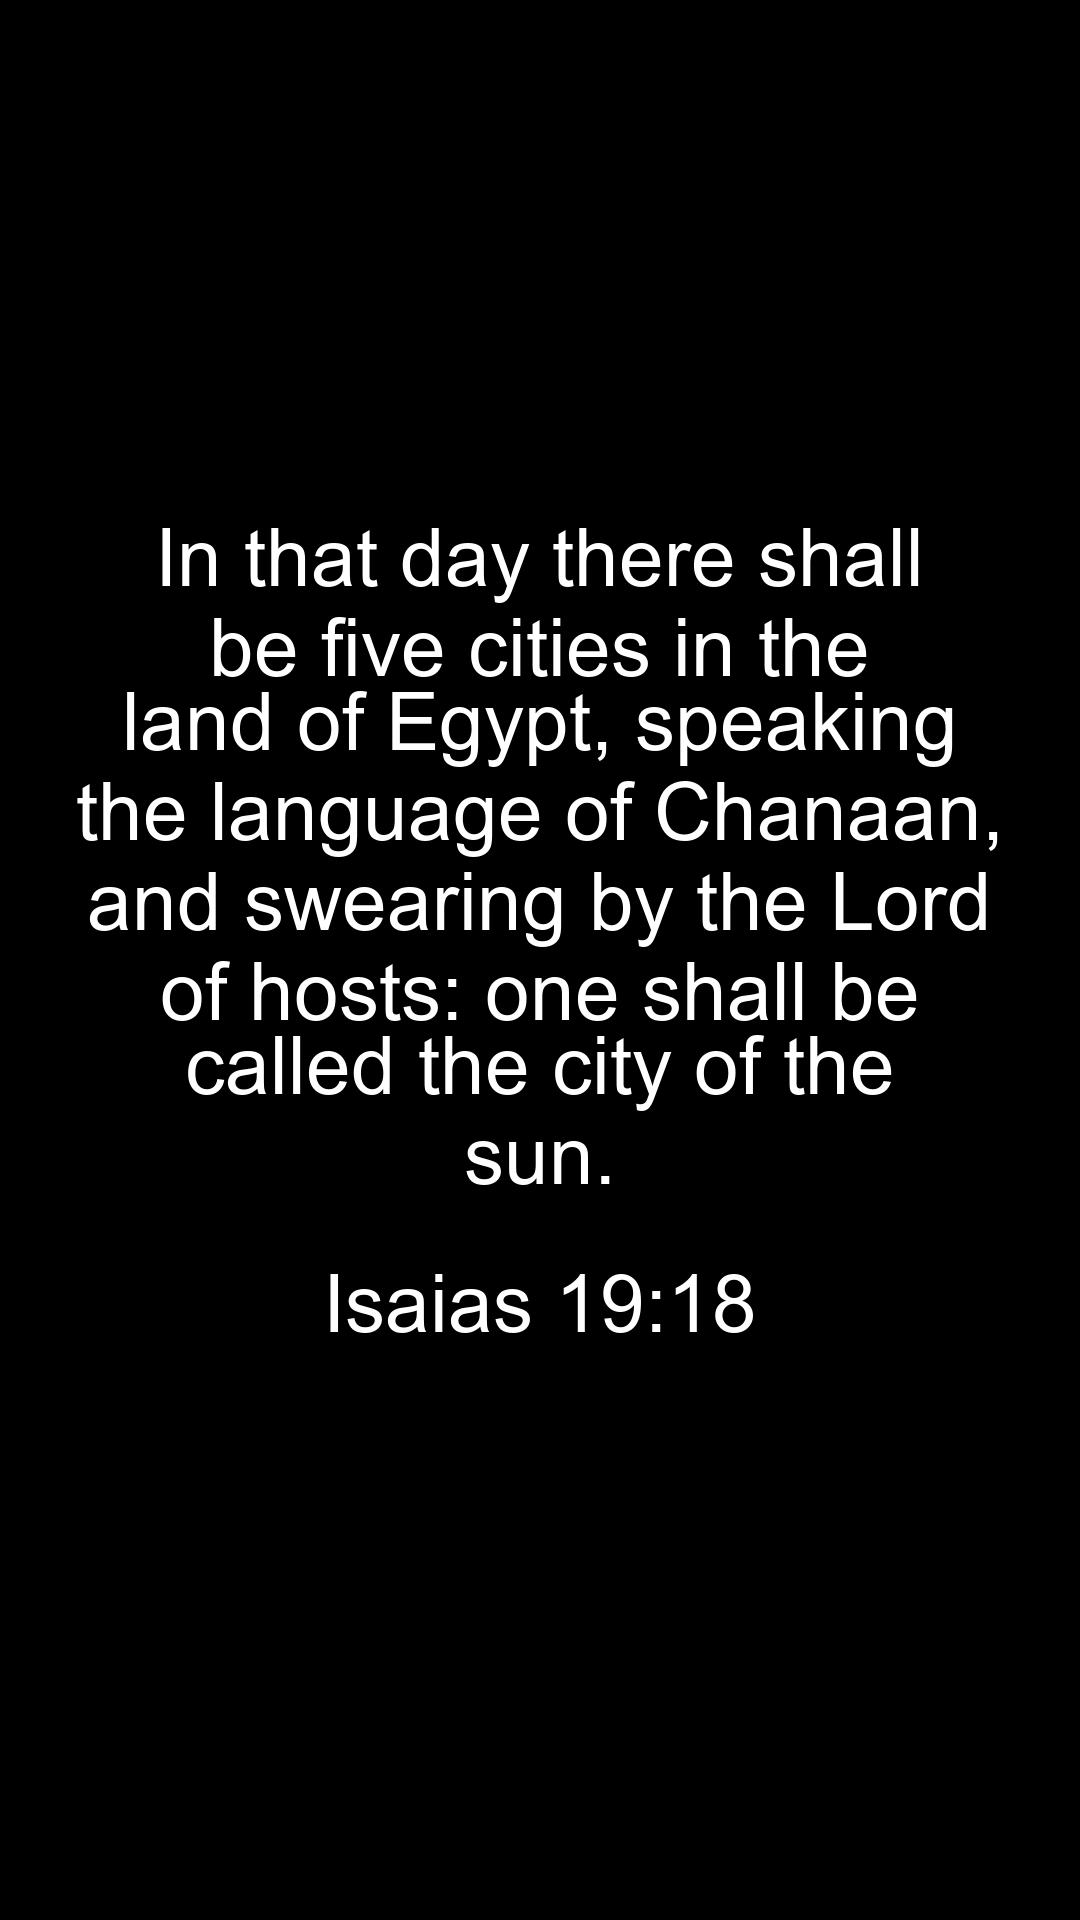 In that day there shall
be five cities in the
land of Egypt, speaking
the language of Chanaan,
and swearing by the Lord
of hosts: one shall be
called the city of the
sun.
Isaias 19:18